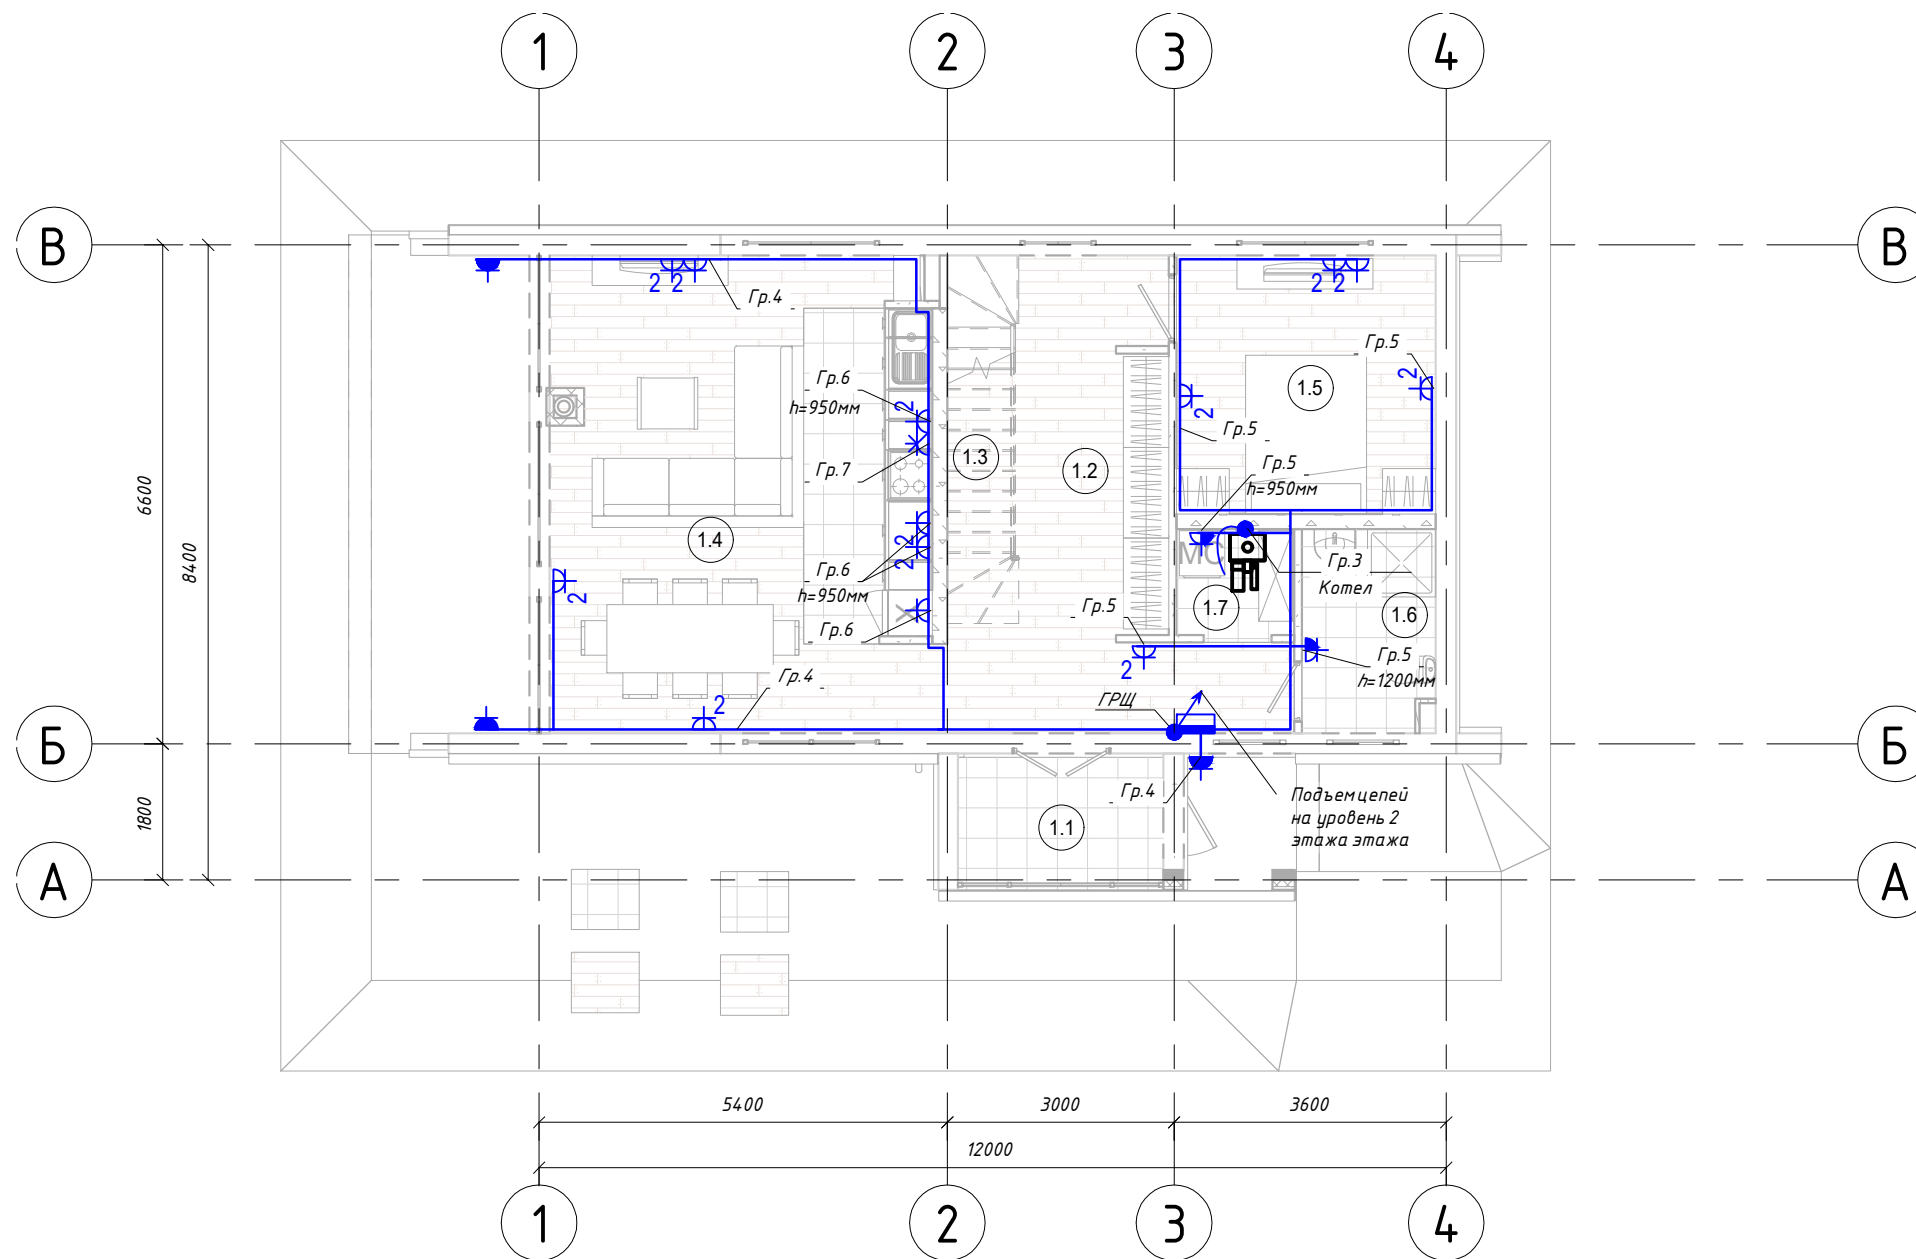 1
2
3
4
В
В
2 2
Гр.4
2 2
Гр.5
2
Гр.6
h=950мм
2
1.5
2
Гр.5
6600
8400
Гр.7
1.3
1.2
Гр.5
h=950мм
1.4
2
2
МС
Гр.3
Котел
Гр.6
h=950мм
2
Гр.6
Гр.5
1.7
1.6
2
Гр.5
h=1200мм
Гр.4
2
ГРЩ
Б
Б
1800
Гр.4
1.1
Подъем цепей
на уровень 2
этажа этажа
А
А
5400
3000
3600
12000
1
2
3
4